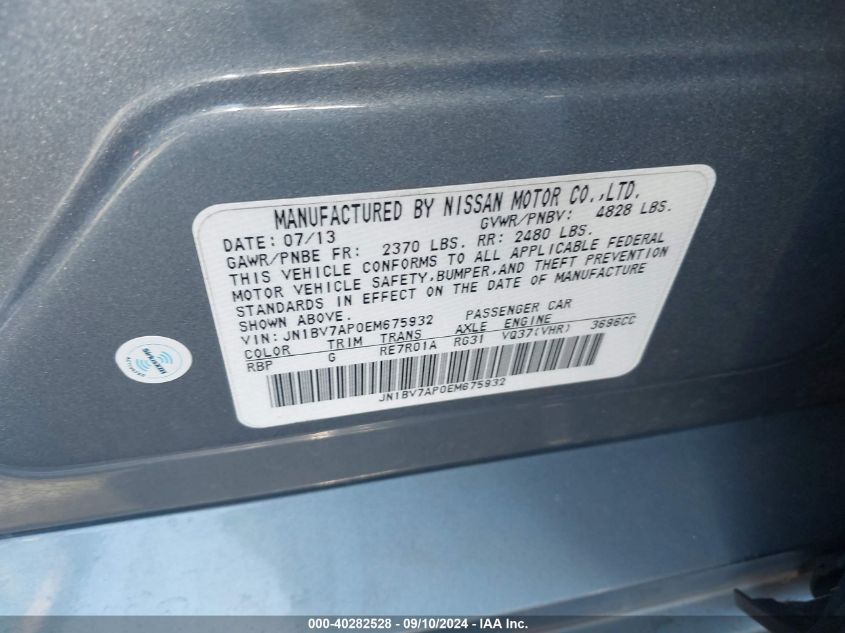 MANUFACTURED BY NISSAN MOTOR CO.,LTD.
DATE: 07/13 GVWR/PNBV: 4828 LBS.
GAWR/PNBE FR: 2370 LBS. RR: 2480 LBS.
THIS VEHICLE CONFORMS TO ALL APPLICABLE FEDERAL
MOTOR VEHICLE SAFETY,BUMPER,AND THEFT PREVENTION
STANDARDS IN EFFECT ON THE DATE OF MANUFACTURE
SHOWN ABOVE.
VIN:JN1BV7AP0EM675932 PASSENGER CAR
COLOR TRIM TRANS AXLE ENGINE
RBP G RE7R01A RG31 VQ37(VHR) 3696CC
JN1BV7AP0EM675932
SIRIUSXM
ACTIVATED
000-40282528 - 09/10/2024 - IAA Inc.